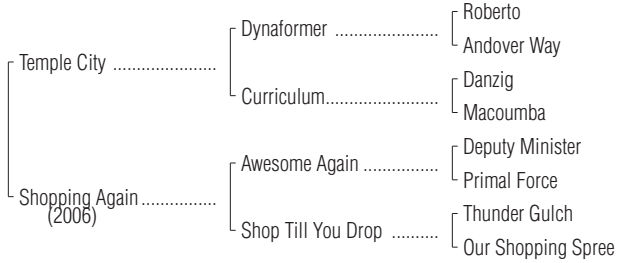 Roberto
Dynaformer ......................
Andover Way
Temple City ......................
Danzig
Curriculum........................
Macoumba
Deputy Minister
Awesome Again ................
Primal Force
Shopping Again................
(2006)
Thunder Gulch
Shop Till You Drop ..........
Our Shopping Spree